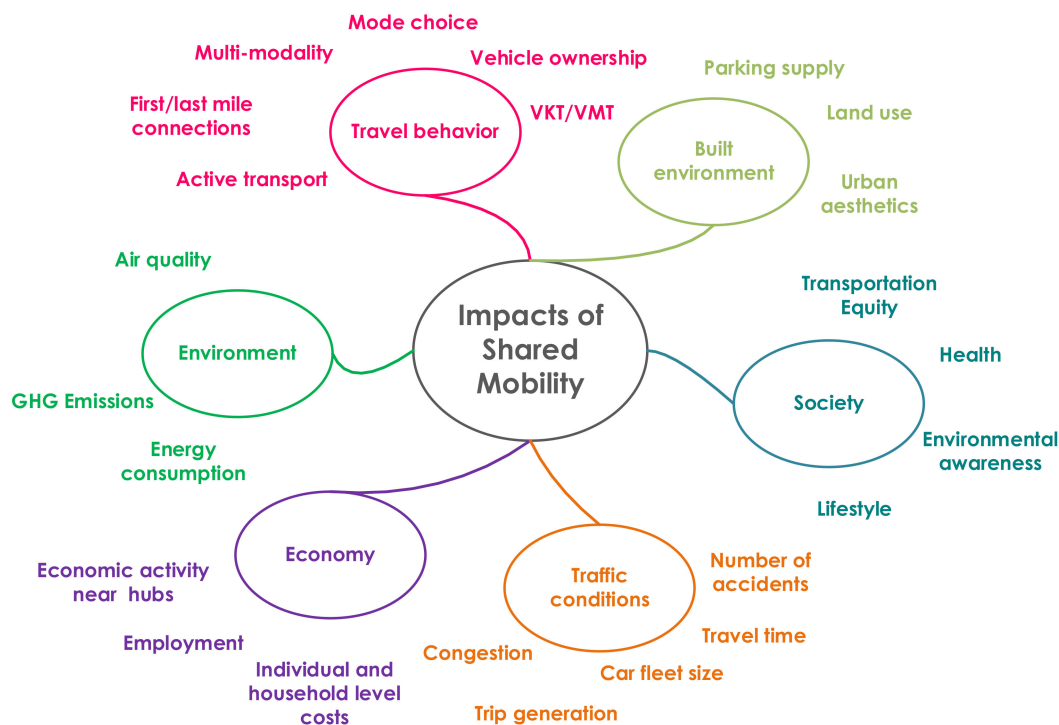 Mode choice
Multi-modality
Vehicle ownership
First/last mile
connections
VKT/VMT
Travel behavior
Active transport
Parking supply
Land use
Built
environment
Urban
aesthetics
Air quality
Environment
GHG Emissions
Energy
consumption
Impacts of
Shared
Mobility
Transportation
Equity
Health
Society
Environmental
awareness
Lifestyle
Economy
Economic activity
near hubs
Employment
Individual and
household level
costs
Traffic
conditions
Number of
accidents
Travel time
Congestion
Car fleet size
Trip generation